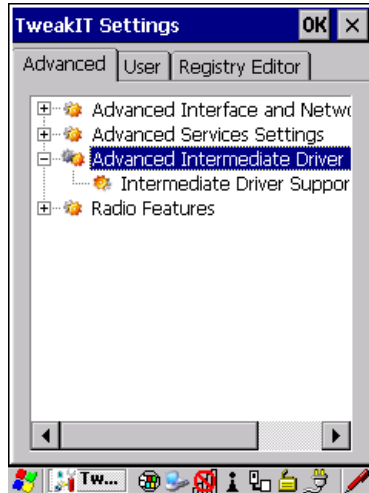 TweakIT Settings OK ×
Advanced User Registry Editor
Advanced Interface and Netw
Advanced Services Settings
Advanced Intermediate Driver
Intermediate Driver Suppor
Radio Features
Tw...